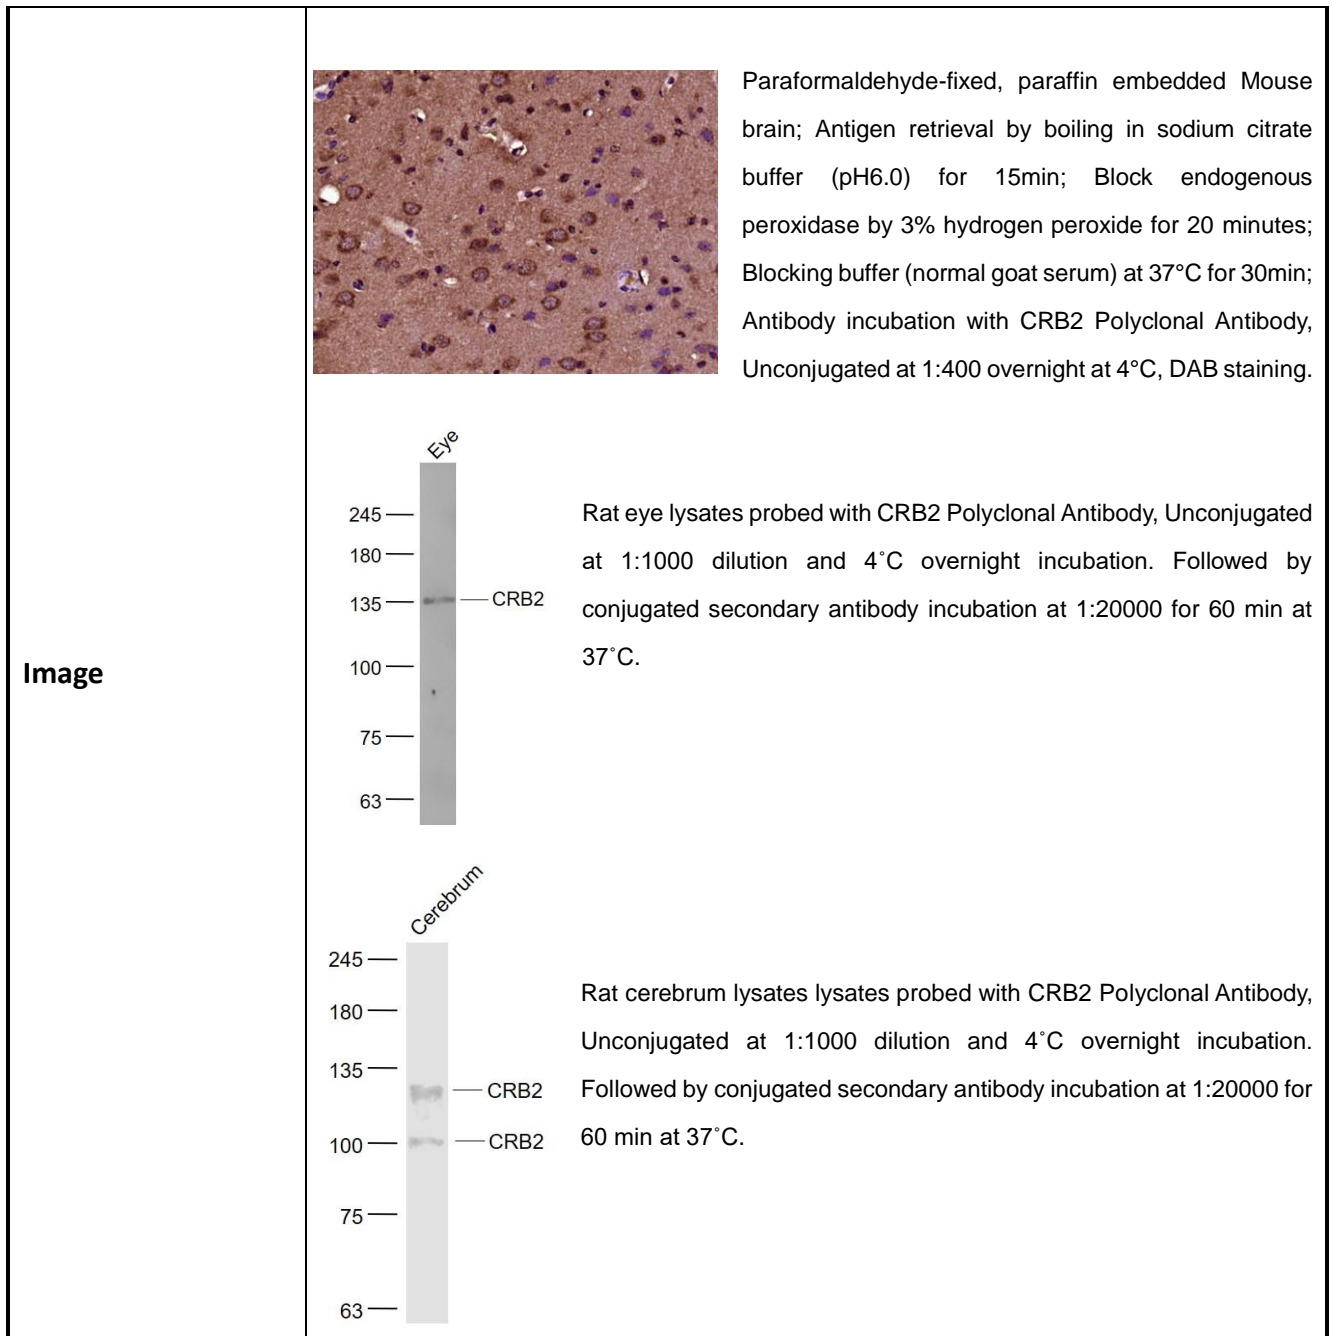 Image
Paraformaldehyde-fixed, paraffin embedded Mouse
brain; Antigen retrieval by boiling in sodium citrate
buffer (pH6.0) for 15min; Block endogenous
peroxidase by 3% hydrogen peroxide for 20 minutes;
Blocking buffer (normal goat serum) at 37°C for 30min;
Antibody incubation with CRB2 Polyclonal Antibody,
Unconjugated at 1:400 overnight at 4°C, DAB staining.
Eye
245
180
135
100
75
63
CRB2
Rat eye lysates probed with CRB2 Polyclonal Antibody, Unconjugated
at 1:1000 dilution and 4˚C overnight incubation. Followed by
conjugated secondary antibody incubation at 1:20000 for 60 min at
37˚C.
Cerebrum
245
180
135
100
75
63
CRB2
CRB2
Rat cerebrum lysates lysates probed with CRB2 Polyclonal Antibody,
Unconjugated at 1:1000 dilution and 4˚C overnight incubation.
Followed by conjugated secondary antibody incubation at 1:20000 for
60 min at 37˚C.